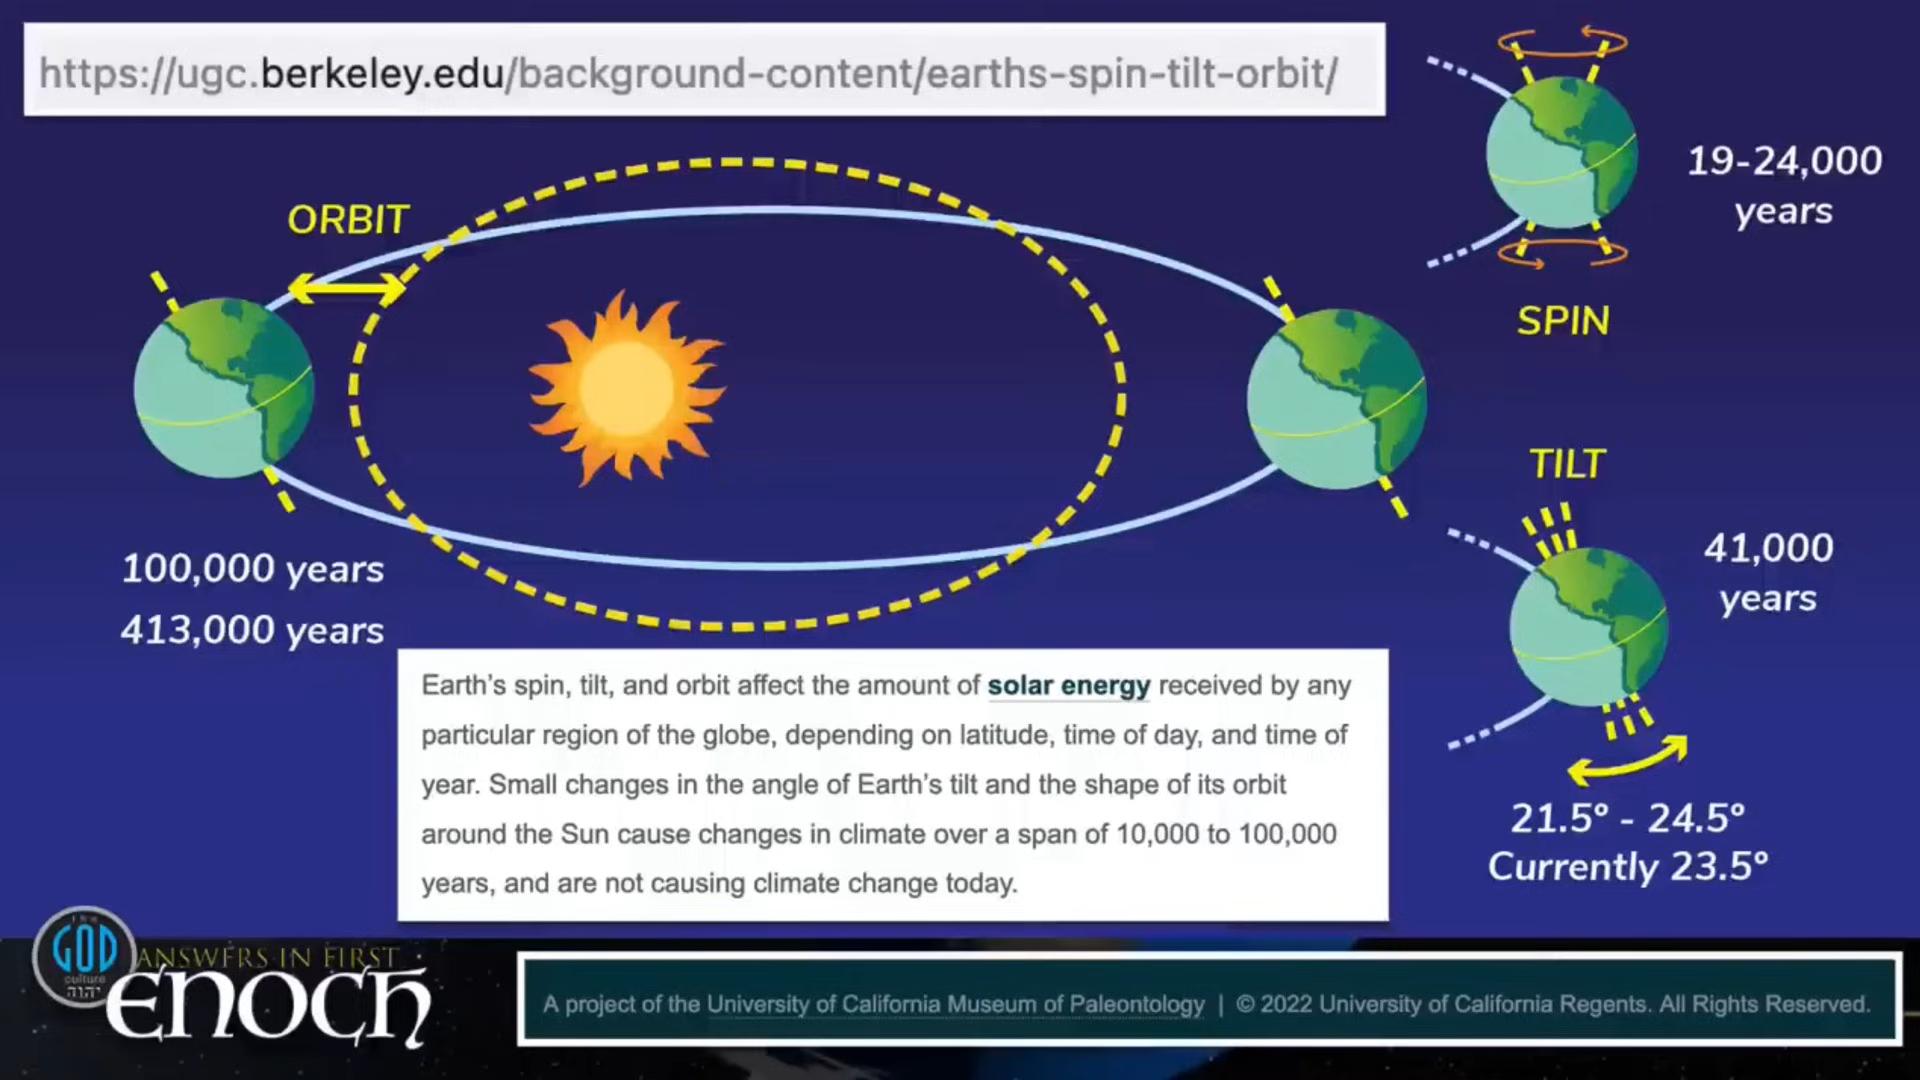 https://ugc.berkeley.edu/background-content/earths-spin-tilt-orbit/
ORBIT
100,000 years
413,000 years
19-24,000
years
SPIN
TILT
41,000
years
21.5º - 24.5º
Currently 23.5º
Earth's spin, tilt, and orbit affect the amount of solar energy received by any
particular region of the globe, depending on latitude, time of day, and time of
year. Small changes in the angle of Earth's tilt and the shape of its orbit
around the Sun cause changes in climate over a span of 10,000 to 100,000
years, and are not causing climate change today.
THE
GOD
culture
יהוה
ANSWERS IN FIRST
ENOCH
A project of the University of California Museum of Paleontology | © 2022 University of California Regents. All Rights Reserved.